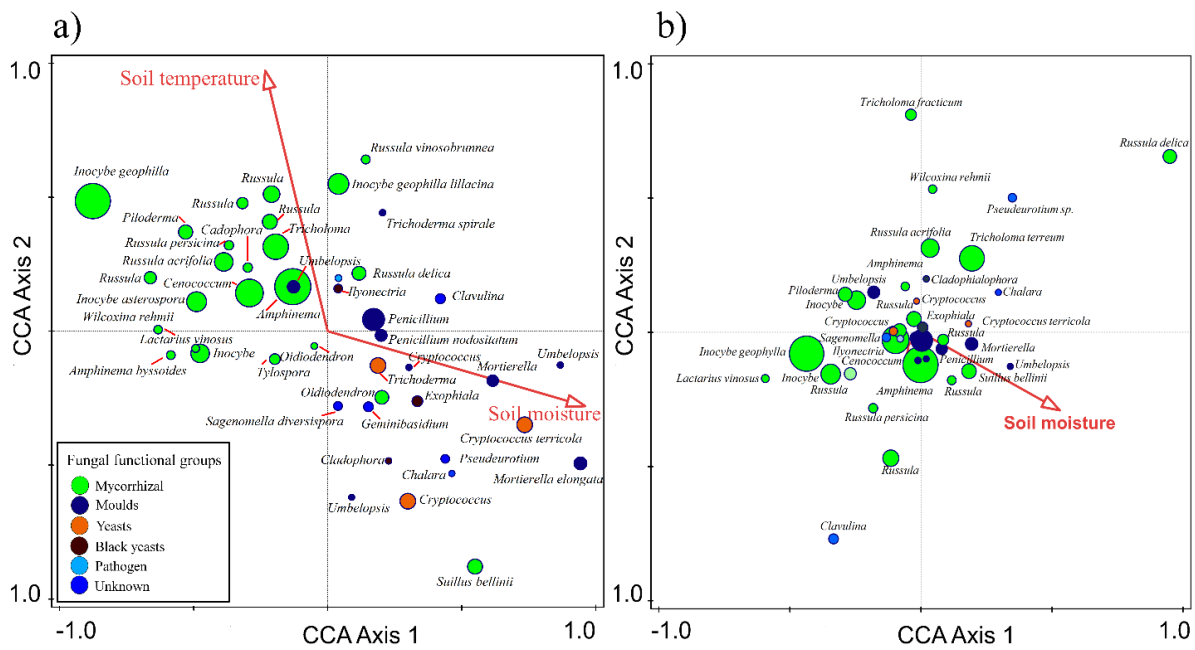 a)
1.0
Soil temperature
Russula vinosobrunnea
Inocybe geophilla
Russula
Inocybe geophilla lillacina
Russula
Russula
Trichoderma spirale
Piloderma
Cadophora
Tricholoma
Russula persicina
Umbelopsis
Russula acrifolia
Russula delica
Russula
Cenococcum
Ilyonectria
Clavulina
Inocybe asterospora
Amphinema
Penicillium
Wilcoxina rehmii
Penicillium nodositatum
Lactarius vinosus
Oidiodendron
Cryptococcus
Umbelopsis
Inocybe
Mortierella
Amphinema byssoides
Tylospora
Trichoderma
Oidiodendron
Exophiala
Soil moisture
Sagenomella diversispora
Geminibasidium
Cryptococcus terricola
Cladophora
Pseudeurotium
Chalara
Mortierella elongata
Umbelopsis
Cryptococcus
Suillus bellinii
Fungal functional groups
Mycorrhizal
Moulds
Yeasts
Black yeasts
Pathogen
Unknown
CCA Axis 2
1.0
-1.0
CCA Axis 1
1.0
b)
1.0
Tricholoma fracticum
Russula delica
Wilcoxina rehmii
Pseudeurotium sp.
Russula acrifolia
Tricholoma terreum
Amphinema
Umbelopsis
Cladophialophora
Piloderma
Chalara
Inocybe
Russula
Cryptococcus
Cryptococcus
Exophiala
Cryptococcus terricola
Sagenomella
Russula
Inocybe geophylla
Ilyonectria
Mortierella
Cenococcum
Penicillium
Umbelopsis
Lactarius vinosus
Inocybe
Suillus bellinii
Russula
Amphinema
Russula
Russula persicina
Soil moisture
Russula
Clavulina
CCA Axis 2
1.0
-1.0
CCA Axis 1
1.0